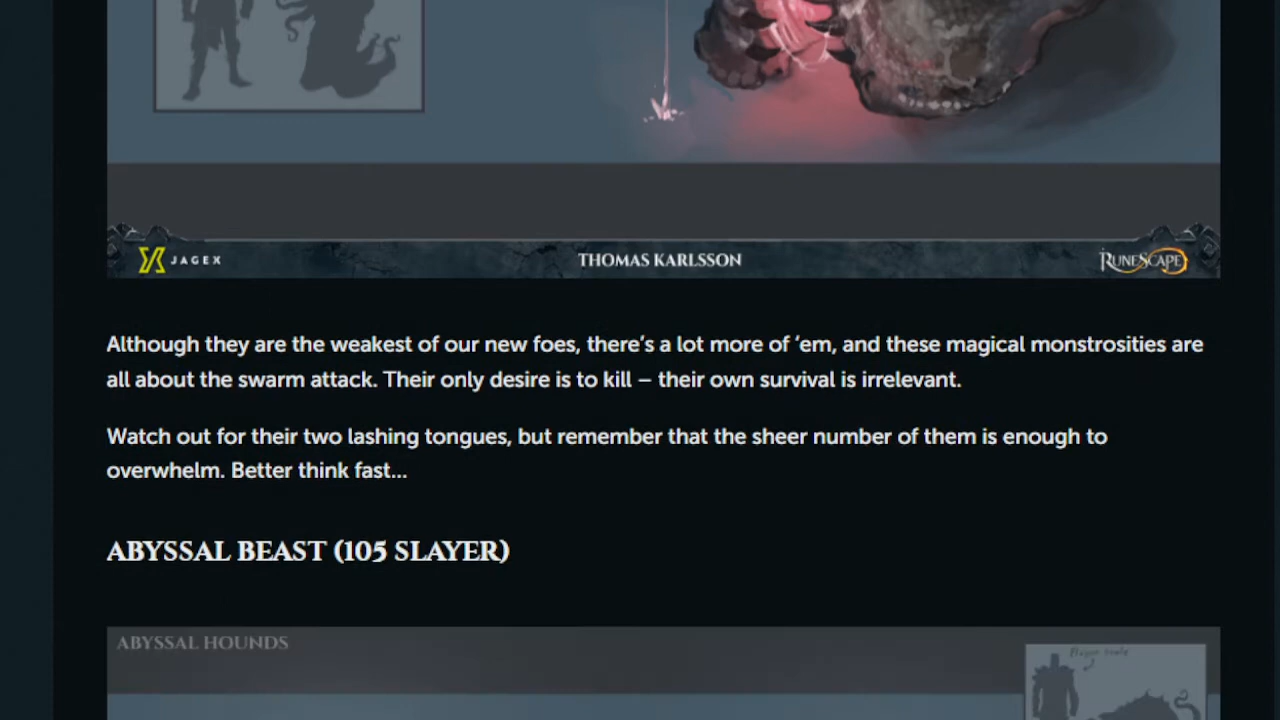 JAGEX
THOMAS KARLSSON
RUNESCAPE
Although they are the weakest of our new foes, there's a lot more of 'em, and these magical monstrosities are
all about the swarm attack. Their only desire is to kill – their own survival is irrelevant.
Watch out for their two lashing tongues, but remember that the sheer number of them is enough to
overwhelm. Better think fast...
ABYSSAL BEAST (105 SLAYER)
ABYSSAL HOUNDS
Player scale